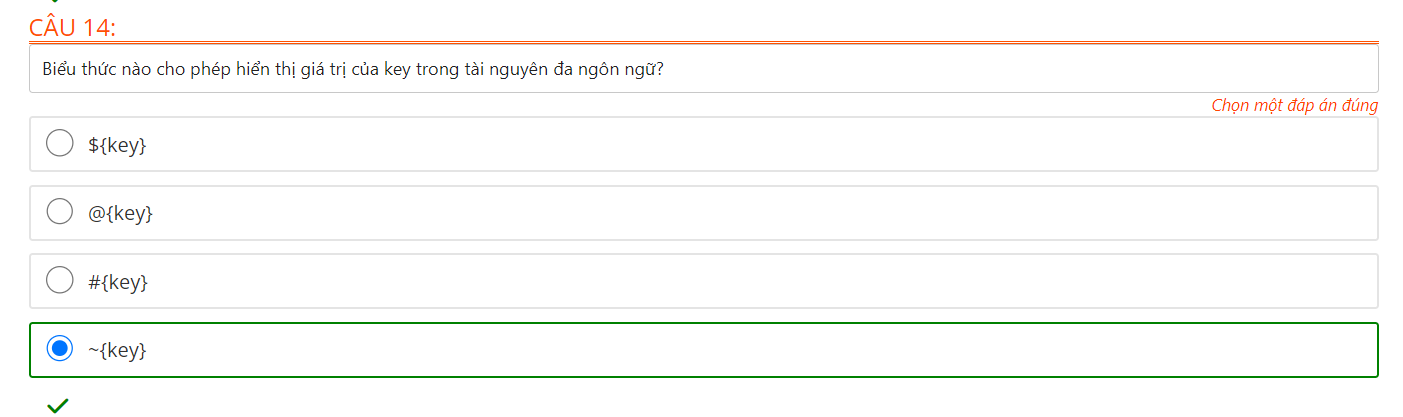 CÂU 14:
Biểu thức nào cho phép hiển thị giá trị của key trong tài nguyên đa ngôn ngữ?
Chọn một đáp án đúng
${key}
@{key}
#{key}
~{key}